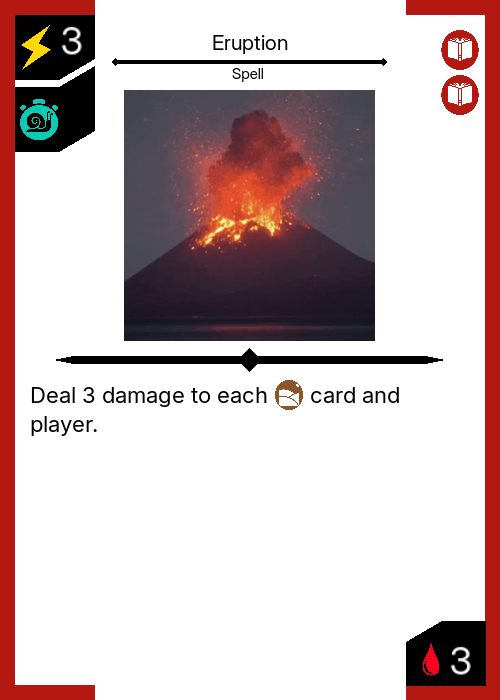 3
Eruption
Spell
Deal 3 damage to each card and
player.
3